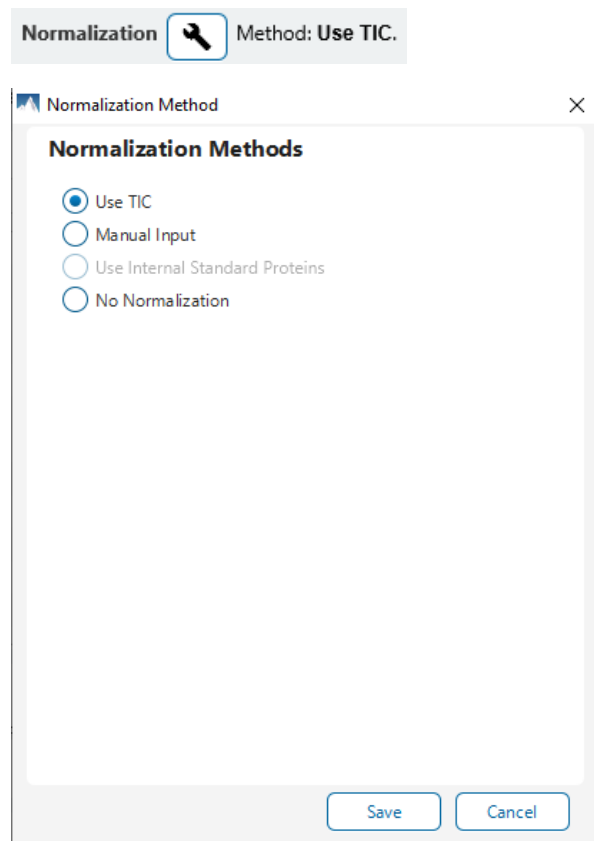 Normalization Method: Use TIC.
Normalization Method
Normalization Methods
Use TIC
Manual Input
Use Internal Standard Proteins
No Normalization
Save Cancel